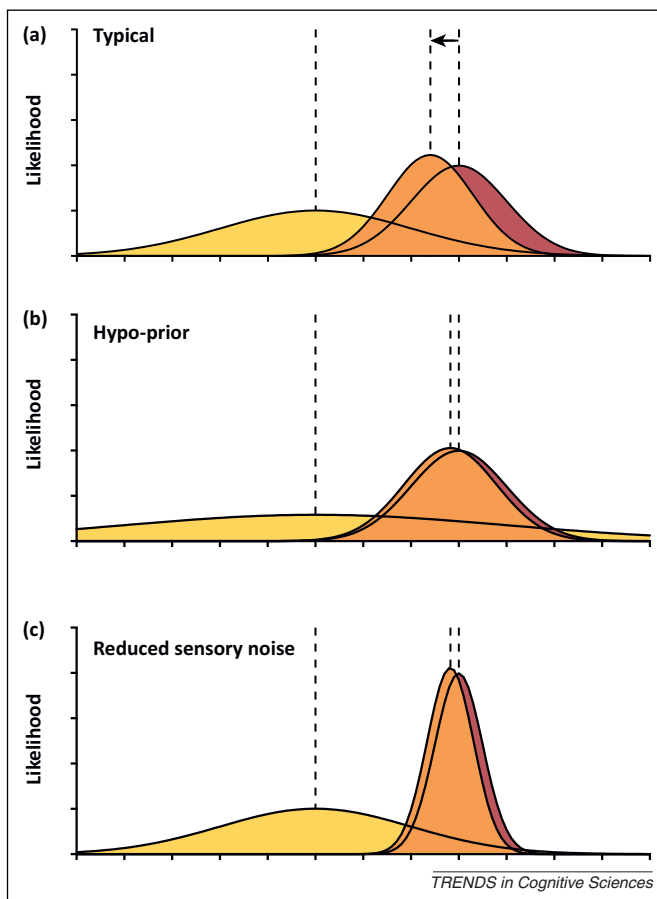 (a) Typical
Likelihood
(b) Hypo-prior
Likelihood
(c) Reduced sensory noise
Likelihood
TRENDS in Cognitive Sciences